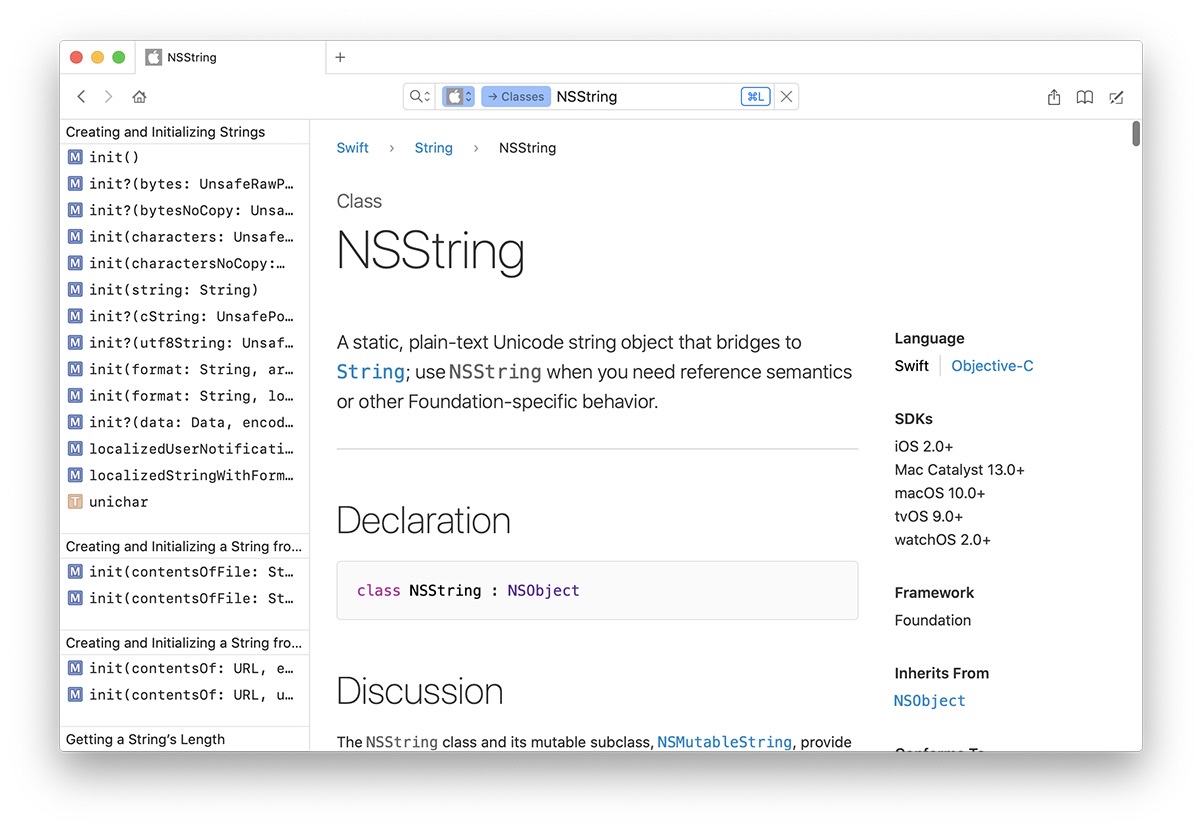 NSString
→ Classes NSString ⌘L
Creating and Initializing Strings
M init()
M init?(bytes: UnsafeRawP…
M init?(bytesNoCopy: Unsa…
M init(characters: Unsafe…
M init(charactersNoCopy:…
M init(string: String)
M init?(cString: UnsafePo…
M init?(utf8String: Unsaf…
M init(format: String, ar…
M init(format: String, lo…
M init?(data: Data, encod…
M localizedUserNotificati…
M localizedStringWithForm…
T unichar
Creating and Initializing a String fro…
M init(contentsOfFile: St…
M init(contentsOfFile: St…
Creating and Initializing a String fro…
M init(contentsOf: URL, e…
M init(contentsOf: URL, u…
Getting a String’s Length
Swift › String › NSString
Class
NSString
A static, plain-text Unicode string object that bridges to
String; use NSString when you need reference semantics
or other Foundation-specific behavior.
Declaration
class NSString : NSObject
Discussion
The NSString class and its mutable subclass, NSMutableString, provide
Language
Swift Objective-C
SDKs
iOS 2.0+
Mac Catalyst 13.0+
macOS 10.0+
tvOS 9.0+
watchOS 2.0+
Framework
Foundation
Inherits From
NSObject
Conforms To